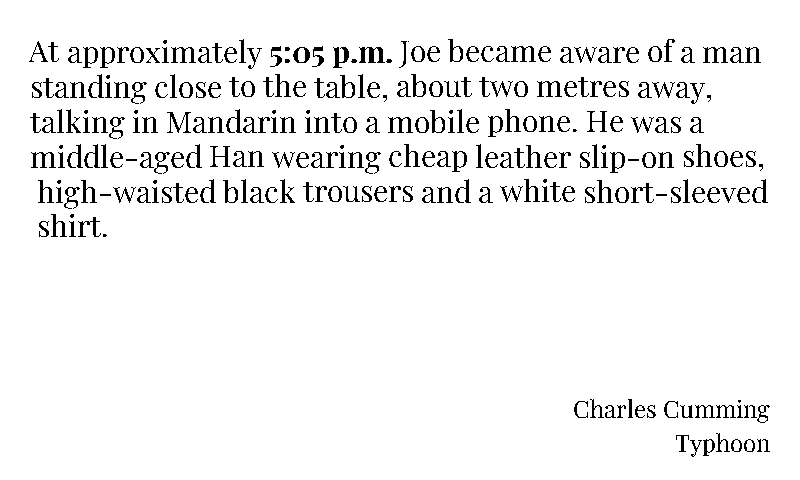 At approximately 5:05 p.m. Joe became aware of a man
standing close to the table, about two metres away,
talking in Mandarin into a mobile phone. He was a
middle-aged Han wearing cheap leather slip-on shoes,
high-waisted black trousers and a white short-sleeved
shirt.
Charles Cumming
Typhoon